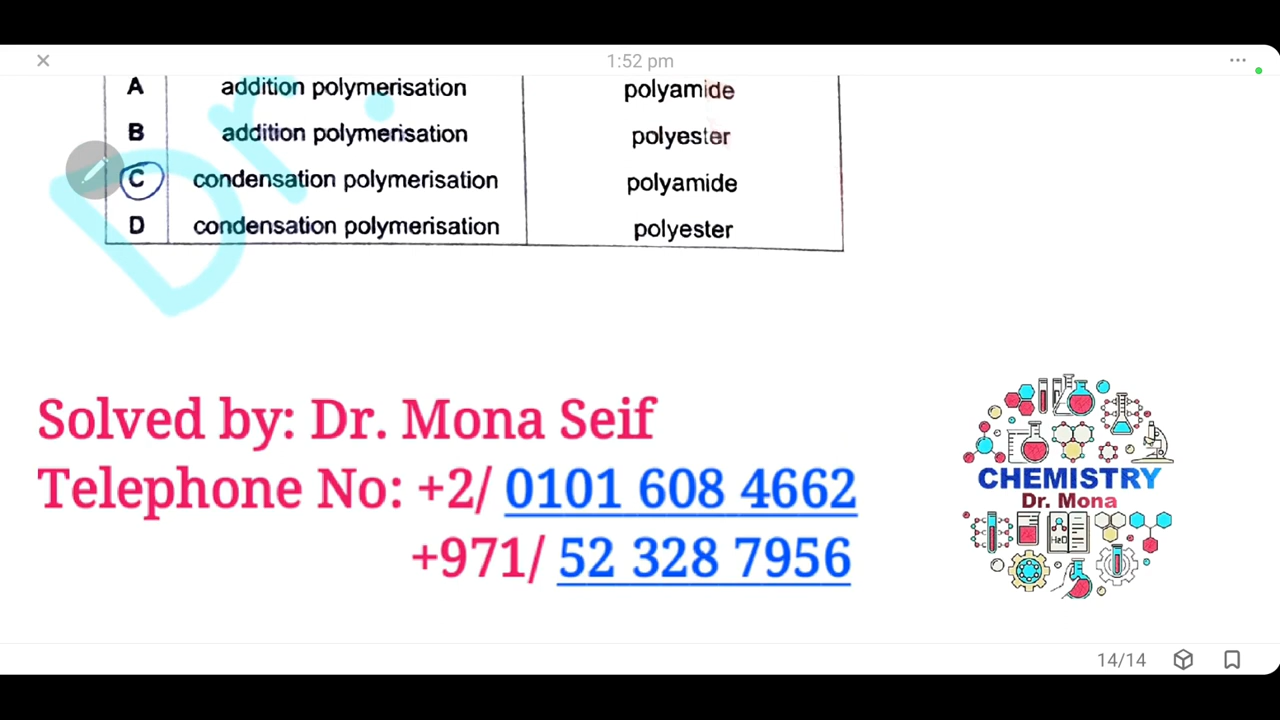 1:52 pm
A addition polymerisation polyamide
B addition polymerisation polyester
C condensation polymerisation polyamide
D condensation polymerisation polyester
Dr.
Solved by: Dr. Mona Seif
Telephone No: +2/ 0101 608 4662
+971/ 52 328 7956
CHEMISTRY
Dr. Mona
14/14